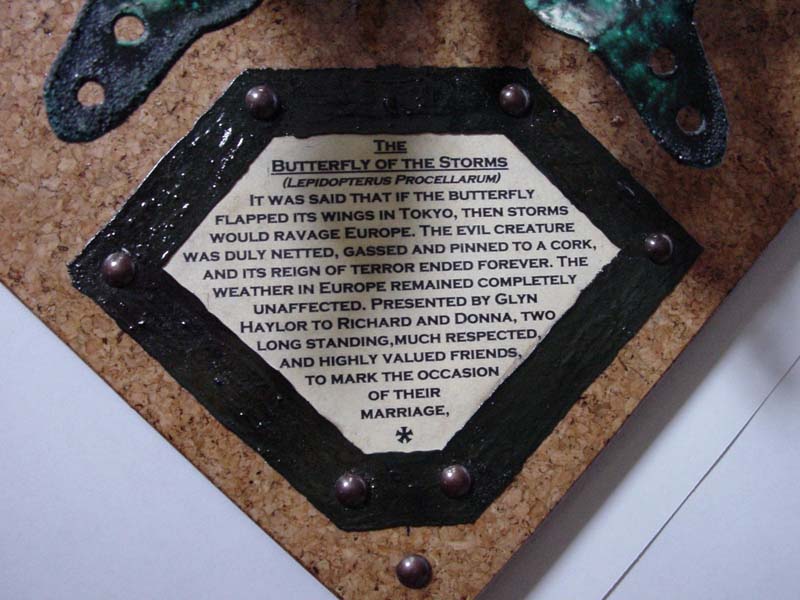 THE
BUTTERFLY OF THE STORMS
(LEPIDOPTERUS PROCELLARUM)
IT WAS SAID THAT IF THE BUTTERFLY
FLAPPED ITS WINGS IN TOKYO, THEN STORMS
WOULD RAVAGE EUROPE. THE EVIL CREATURE
WAS DULY NETTED, GASSED AND PINNED TO A CORK,
AND ITS REIGN OF TERROR ENDED FOREVER. THE
WEATHER IN EUROPE REMAINED COMPLETELY
UNAFFECTED. PRESENTED BY GLYN
HAYLOR TO RICHARD AND DONNA, TWO
LONG STANDING,MUCH RESPECTED,
AND HIGHLY VALUED FRIENDS,
TO MARK THE OCCASION
OF THEIR
MARRIAGE,